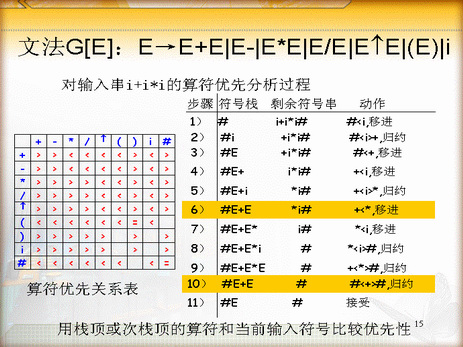 文法G[E]：E→E+E|E-|E*E|E/E|E↑E|(E)|i
对输入串i+i*i的算符优先分析过程
步骤 符号栈 剩余符号串 动作
1） # i+i*i# #<i,移进
2） #i +i*i# #<i>+,归约
3） #E +i*i# #<+,移进
4） #E+ i*i# +<i,移进
5） #E+i *i# +<i>*,归约
6） #E+E *i# +<*,移进
7） #E+E* i# *<i,移进
8） #E+E*i # *<i>#,归约
9） #E+E*E # +<*>#,归约
10） #E+E # #<+>#,归约
11） #E # 接受
+ - * / ↑ ( ) i #
+ > > < < < < > < >
- > > < < < < > < >
* > > > > < < > < >
/ > > > > < < > < >
↑ > > > > < < > < >
( < < < < < < = <
) > > > > > > >
i > > > > > > >
# < < < < < < < =
算符优先关系表
用栈顶或次栈顶的算符和当前输入符号比较优先性
15